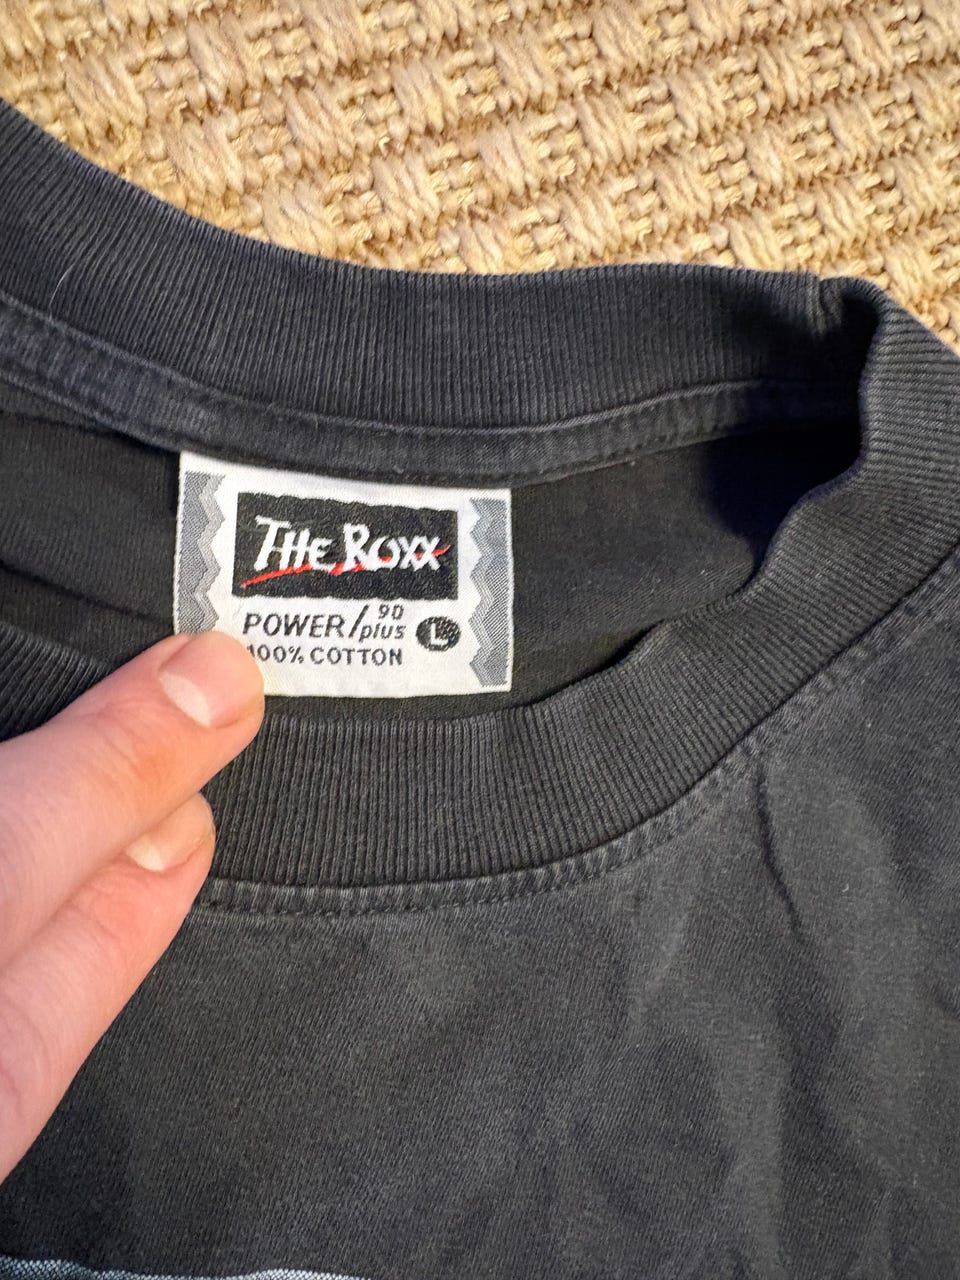 THE ROXX
POWER/90 plus L
100% COTTON